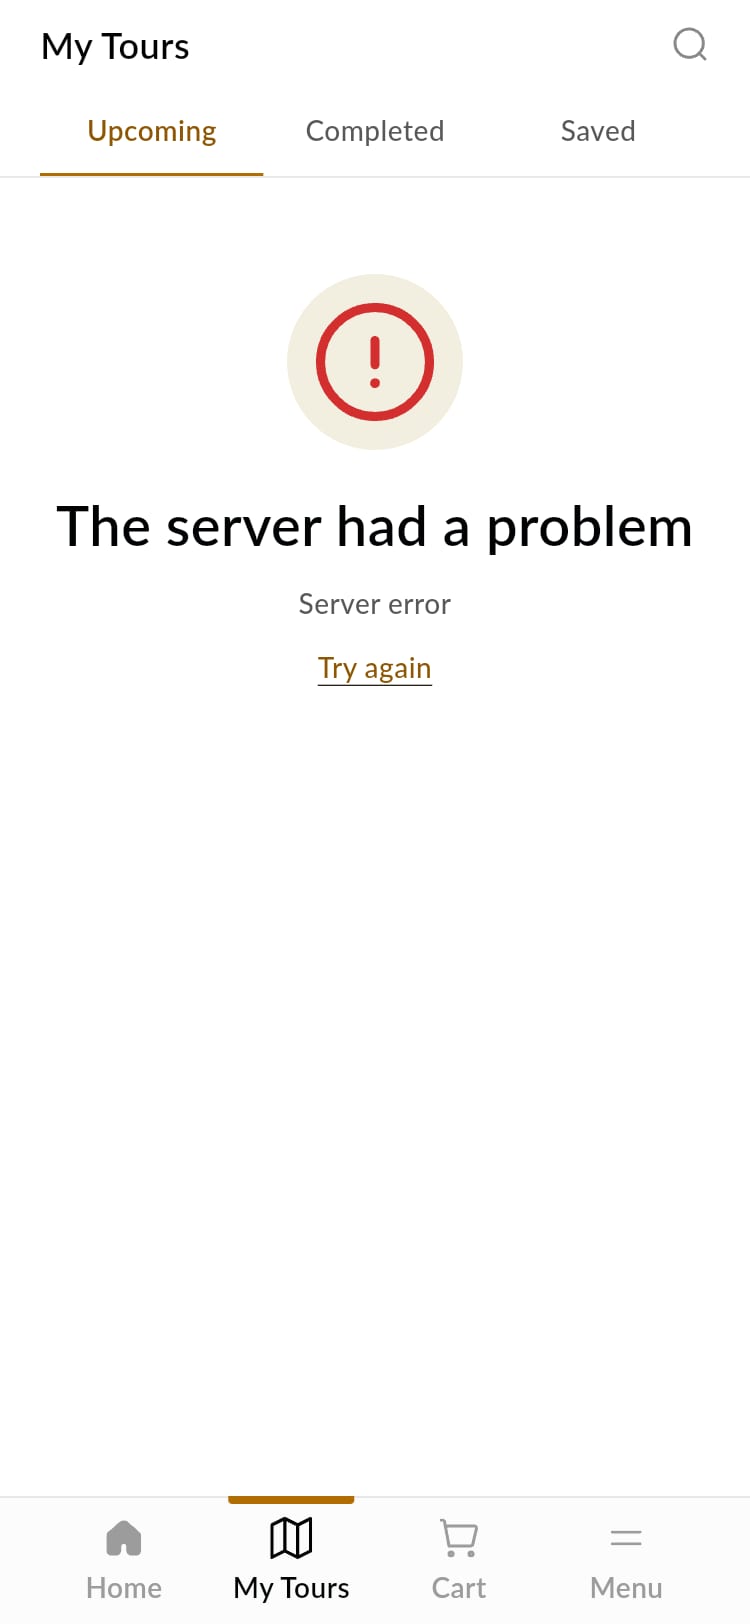 My Tours
Upcoming
Completed
Saved
The server had a problem
Server error
Try again
Home
My Tours
Cart
Menu